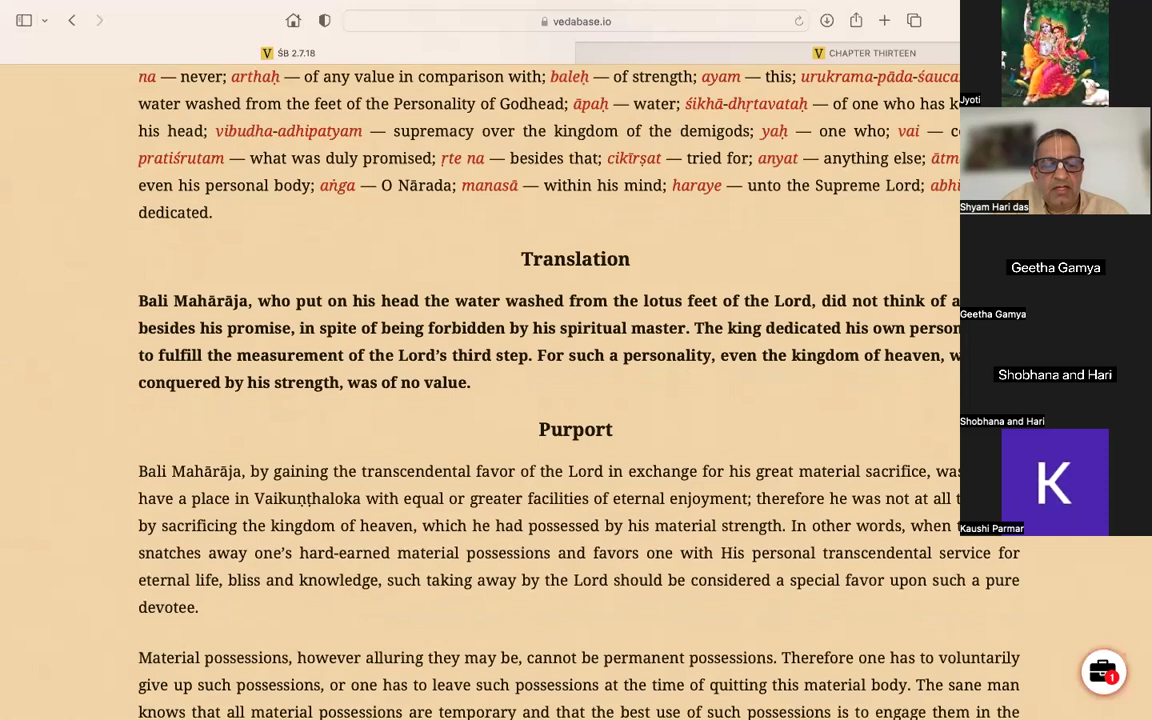 vedabase.io
ŚB 2.7.18
CHAPTER THIRTEEN
na — never; arthaḥ — of any value in comparison with; baleḥ — of strength; ayam — this; urukrama-pāda-śauca
water washed from the feet of the Personality of Godhead; āpaḥ — water; śikhā-dhṛtavataḥ — of one who has k
his head; vibudha-adhipatyam — supremacy over the kingdom of the demigods; yaḥ — one who; vai — c
pratiśrutam — what was duly promised; ṛte na — besides that; cikīrṣat — tried for; anyat — anything else; ātm
even his personal body; aṅga — O Nārada; manasā — within his mind; haraye — unto the Supreme Lord; abhi
dedicated.
Translation
Bali Mahārāja, who put on his head the water washed from the lotus feet of the Lord, did not think of a
besides his promise, in spite of being forbidden by his spiritual master. The king dedicated his own person
to fulfill the measurement of the Lord's third step. For such a personality, even the kingdom of heaven, w
conquered by his strength, was of no value.
Purport
Bali Mahārāja, by gaining the transcendental favor of the Lord in exchange for his great material sacrifice, was
have a place in Vaikuṇṭhaloka with equal or greater facilities of eternal enjoyment; therefore he was not at all t
by sacrificing the kingdom of heaven, which he had possessed by his material strength. In other words, when
snatches away one's hard-earned material possessions and favors one with His personal transcendental service for
eternal life, bliss and knowledge, such taking away by the Lord should be considered a special favor upon such a pure
devotee.
Material possessions, however alluring they may be, cannot be permanent possessions. Therefore one has to voluntarily
give up such possessions, or one has to leave such possessions at the time of quitting this material body. The sane man
knows that all material possessions are temporary and that the best use of such possessions is to engage them in the
Jyoti
Shyam Hari das
Geetha Gamya
Geetha Gamya
Shobhana and Hari
Shobhana and Hari
K
Kaushi Parmar
1